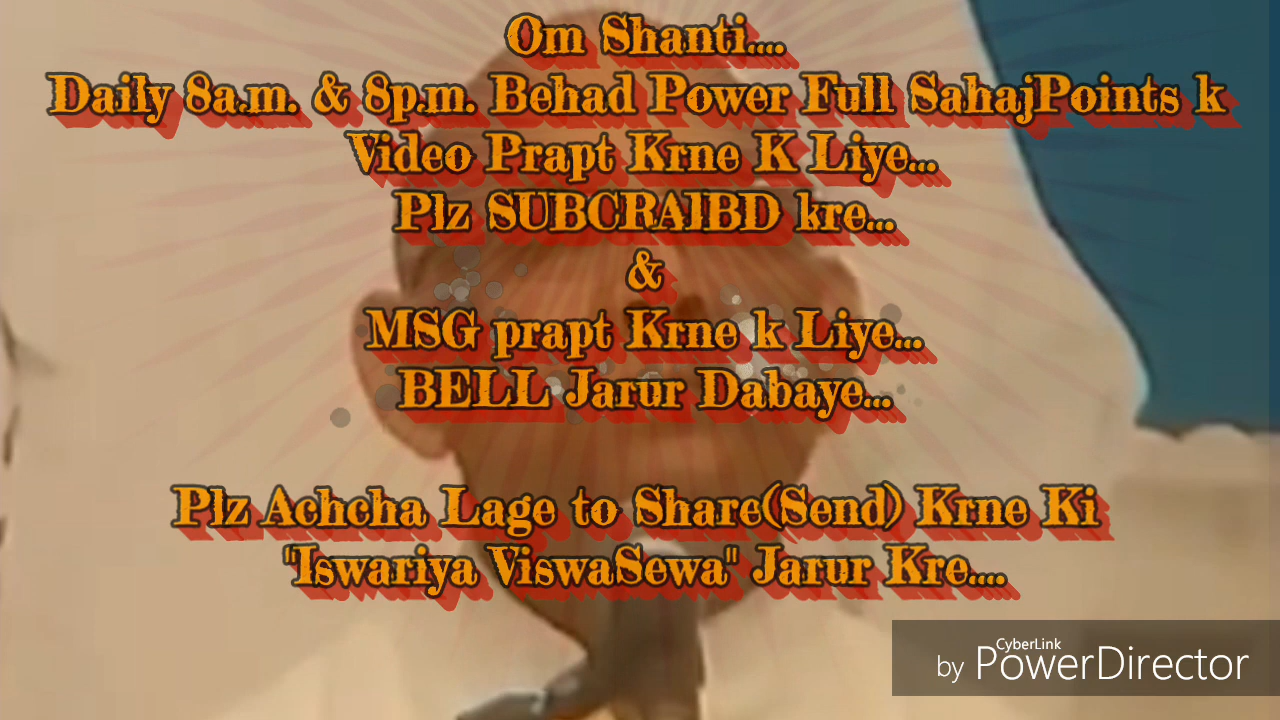 Om Shanti....
Daily 8a.m. & 8p.m. Behad Power Full SahajPoints k
Video Prapt Krne K Liye...
Plz SUBCRAIBD kre...
&
MSG prapt Krne k Liye...
BELL Jarur Dabaye...
Plz Achcha Lage to Share(Send) Krne Ki
"Iswariya ViswaSewa" Jarur Kre....
CyberLink
by PowerDirector